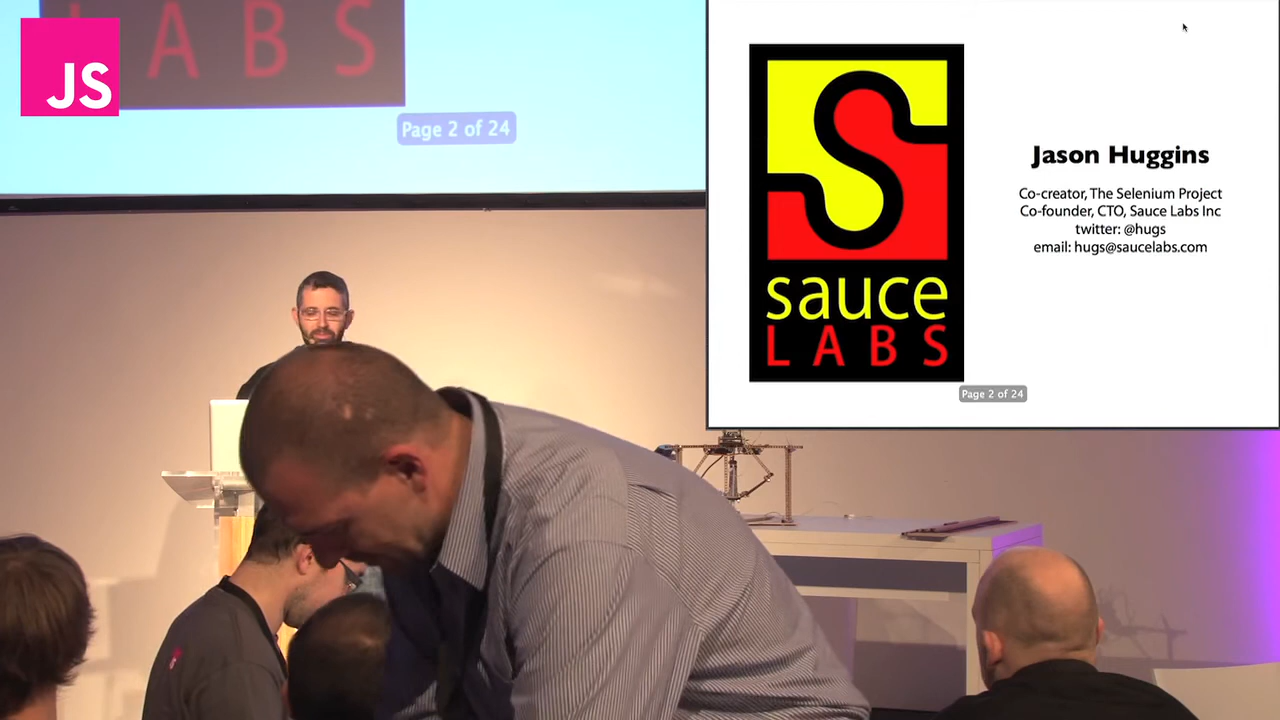 LABS
JS
Page 2 of 24
Jason Huggins
Co-creator, The Selenium Project
Co-founder, CTO, Sauce Labs Inc
twitter: @hugs
email: hugs@saucelabs.com
sauce
LABS
Page 2 of 24